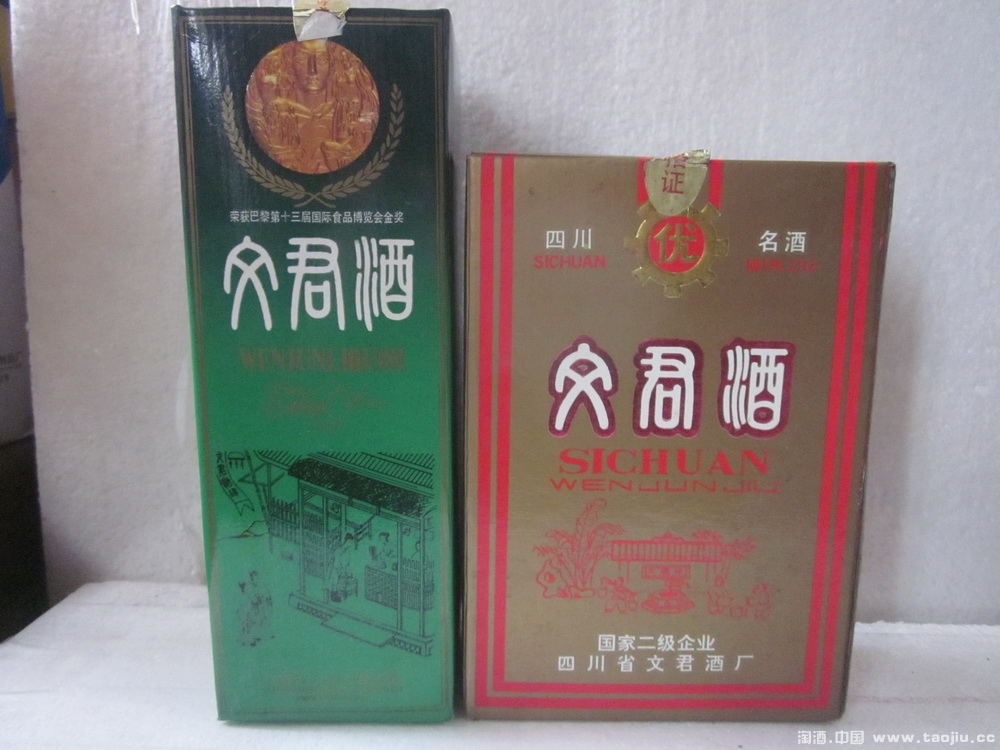 荣获巴黎第十三届国际食品博览会金奖
文君酒
格证
四川
优
名酒
SICHUAN
文君酒
SICHUAN
WENJUNJIU
国家二级企业
四川省文君酒厂
淘酒.中国 www.taojiu.cc